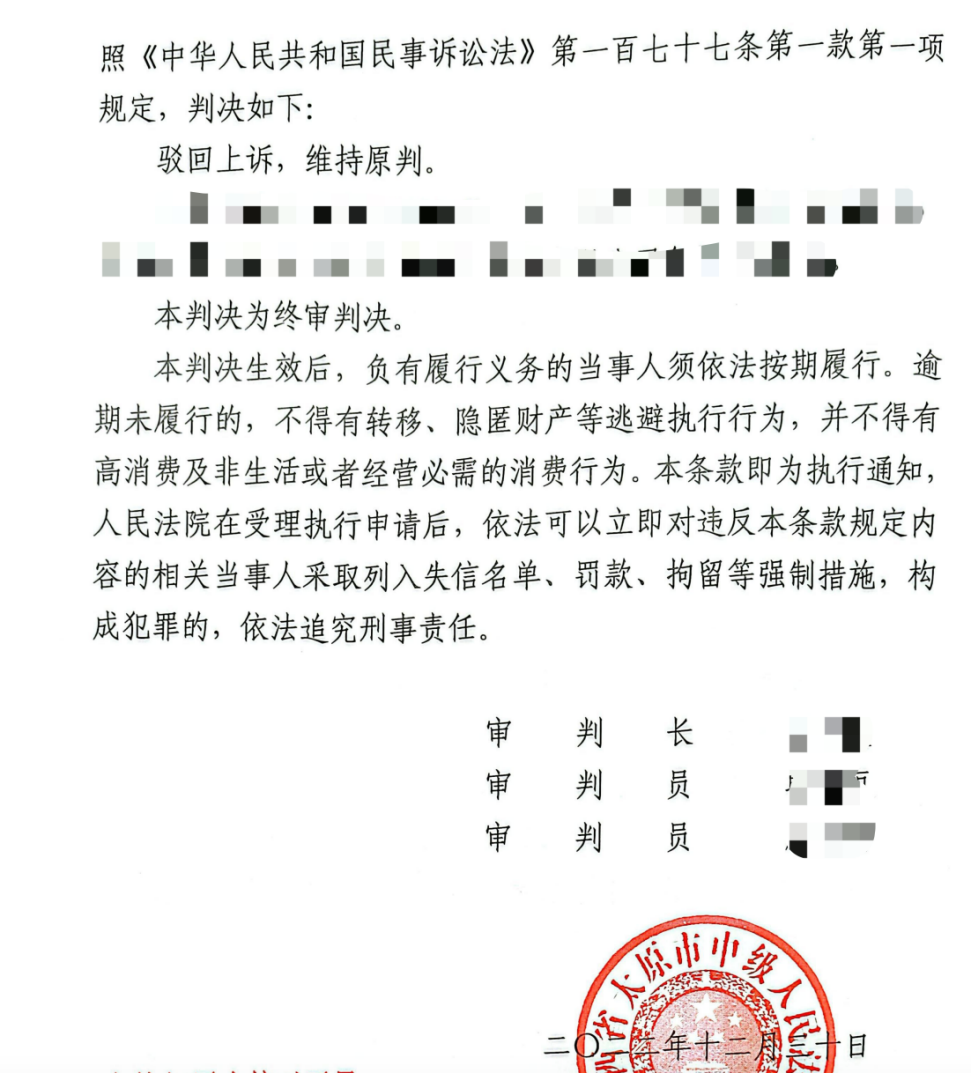 照《中华人民共和国民事诉讼法》第一百七十七条第一款第一项
规定，判决如下：
驳回上诉，维持原判。
本判决为终审判决。
本判决生效后，负有履行义务的当事人须依法按期履行。逾
期未履行的，不得有转移、隐匿财产等逃避执行行为，并不得有
高消费及非生活或者经营必需的消费行为。本条款即为执行通知，
人民法院在受理执行申请后，依法可以立即对违反本条款规定内
容的相关当事人采取列入失信名单、罚款、拘留等强制措施，构
成犯罪的，依法追究刑事责任。
审判长
审判员
审判员
省太原市中级人民法
二〇二二年十二月三十日